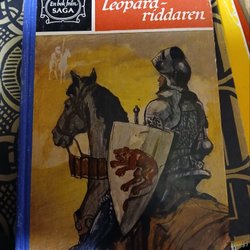 En bok från
SAGA
Leopard-
riddaren